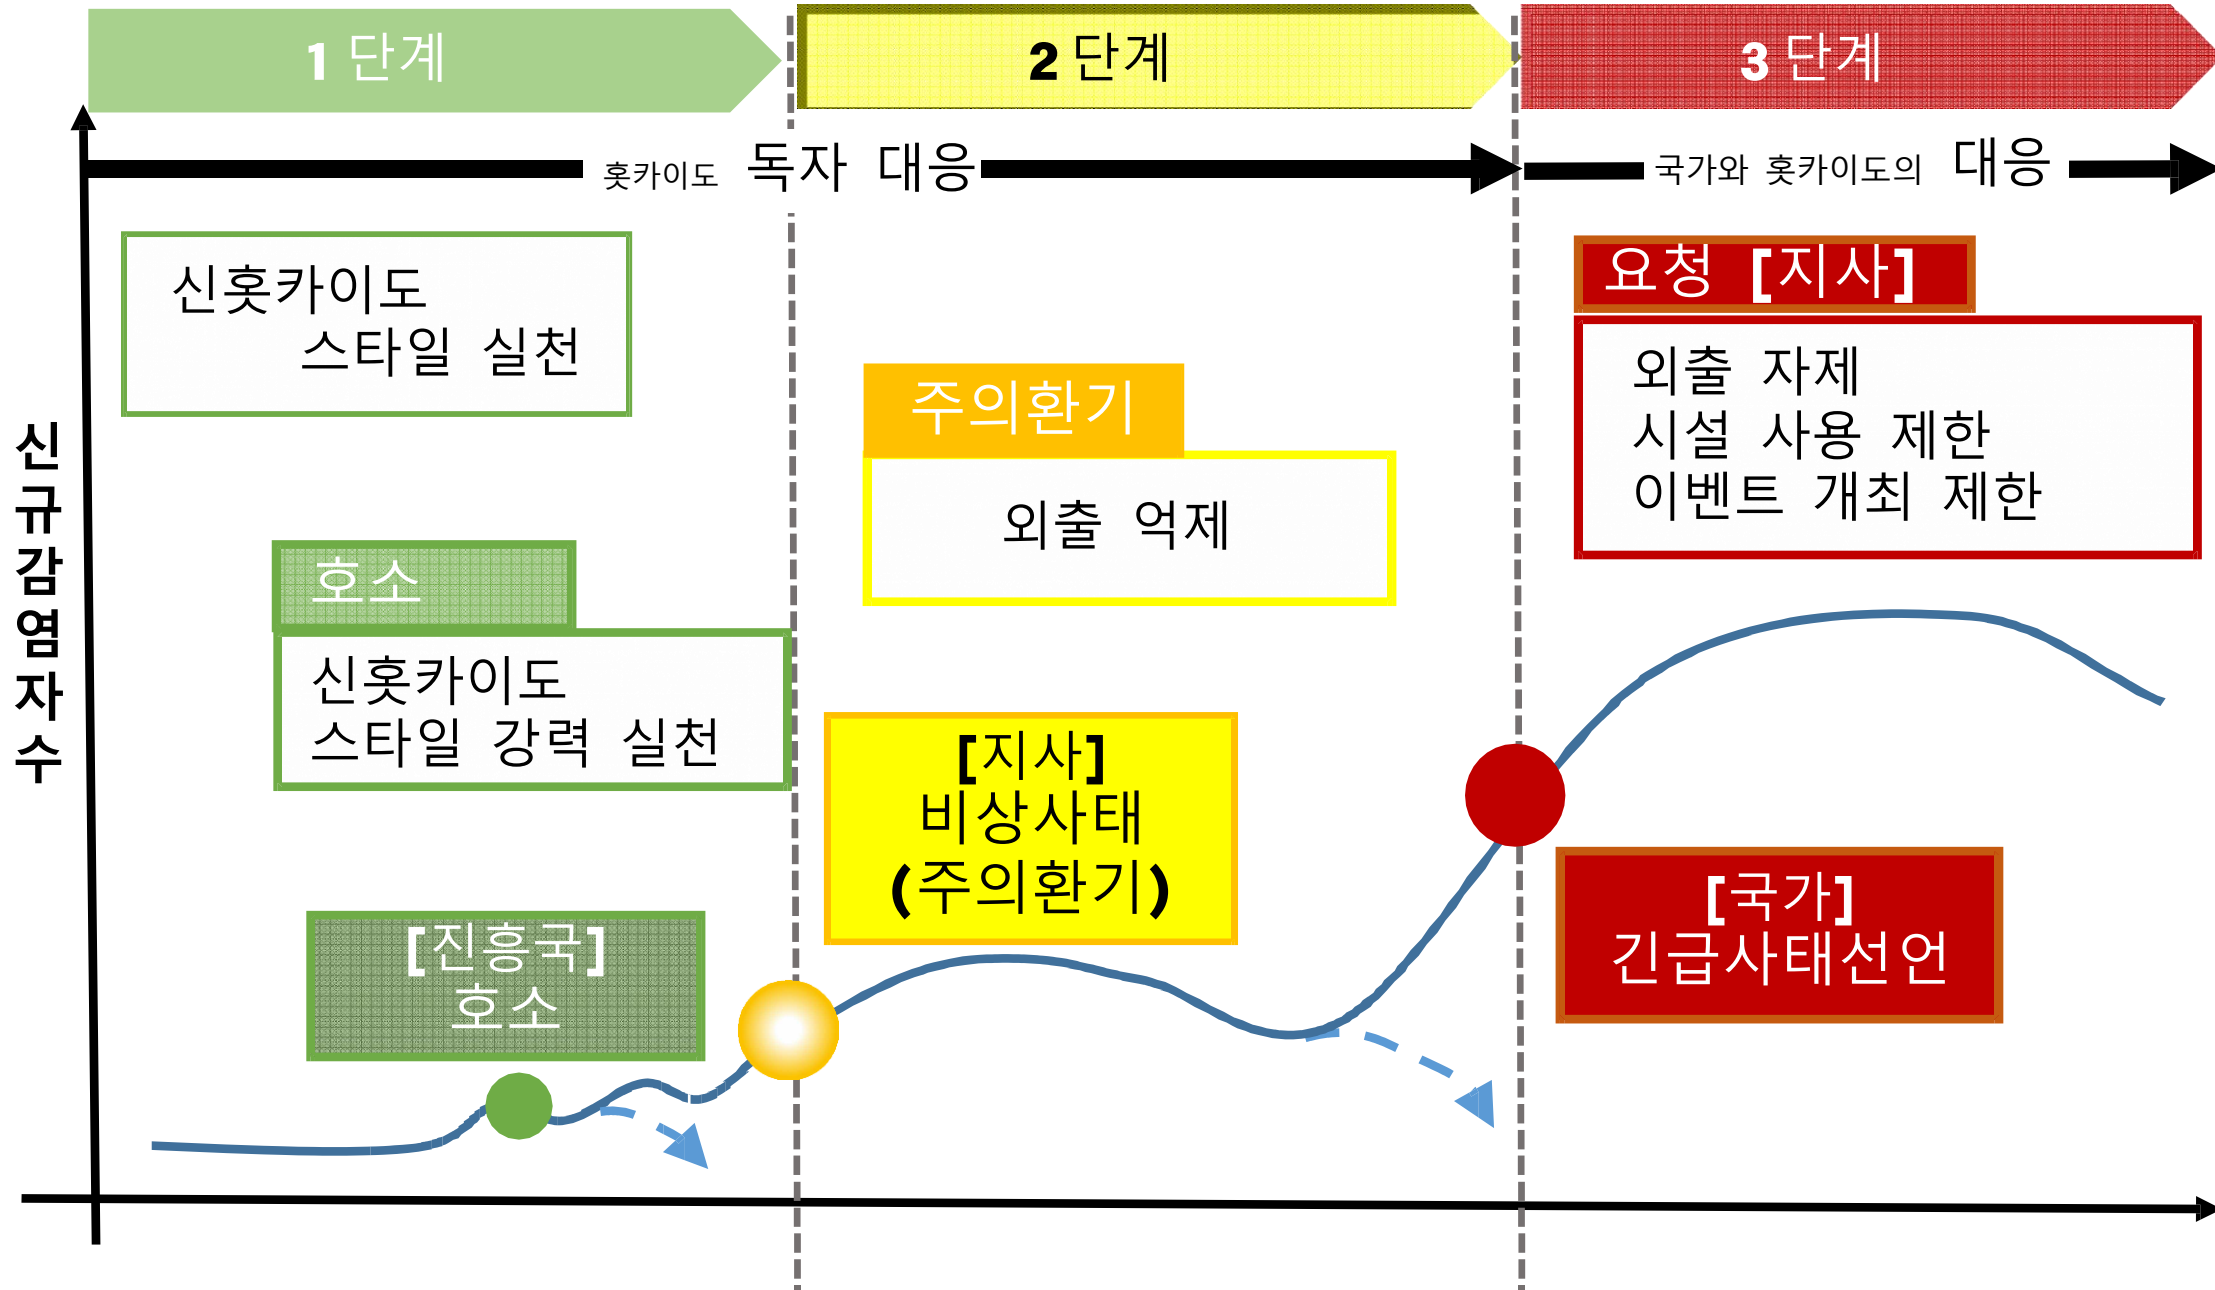 1 단계
2 단계
3 단계
홋카이도 독자 대응
국가와 홋카이도의 대응
신홋카이도
스타일 실천
요청 [지사]
외출 자제
시설 사용 제한
이벤트 개최 제한
주의환기
외출 억제
신규감염자수
호소
신홋카이도
스타일 강력 실천
[지사]
비상사태
(주의환기)
[국가]
긴급사태선언
[진흥국]
호소